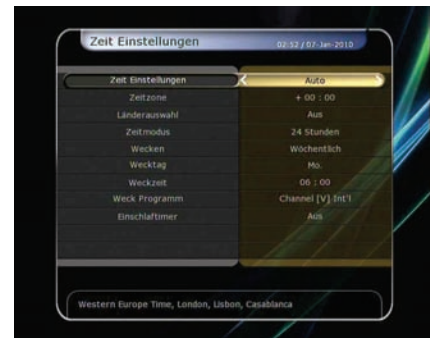 Zeit Einstellungen 02:52 / 07-Jan-2010
Zeit Einstellungen Auto
Zeitzone + 00 : 00
Länderauswahl Aus
Zeitmodus 24 Stunden
Wecken Wöchentlich
Wecktag Mo.
Weckzeit 06 : 00
Weck Programm Channel [V] Int'l
Einschlaftimer Aus
Western Europe Time, London, Lisbon, Casablanca